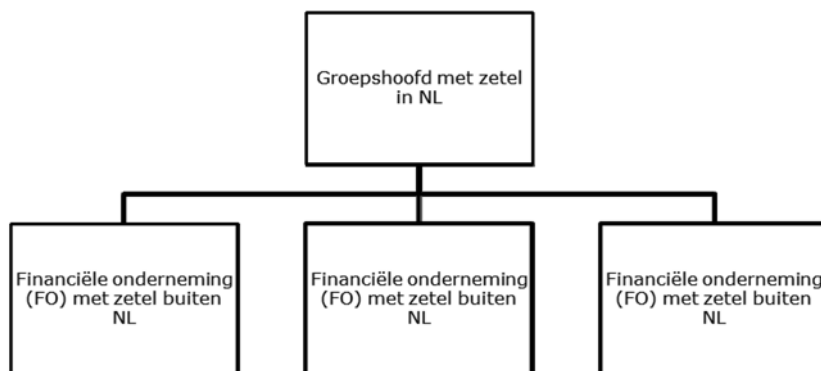 Groepshoofd met zetel
in NL
Financiële onderneming
(FO) met zetel buiten
NL
Financiële onderneming
(FO) met zetel buiten
NL
Financiële onderneming
(FO) met zetel buiten
NL